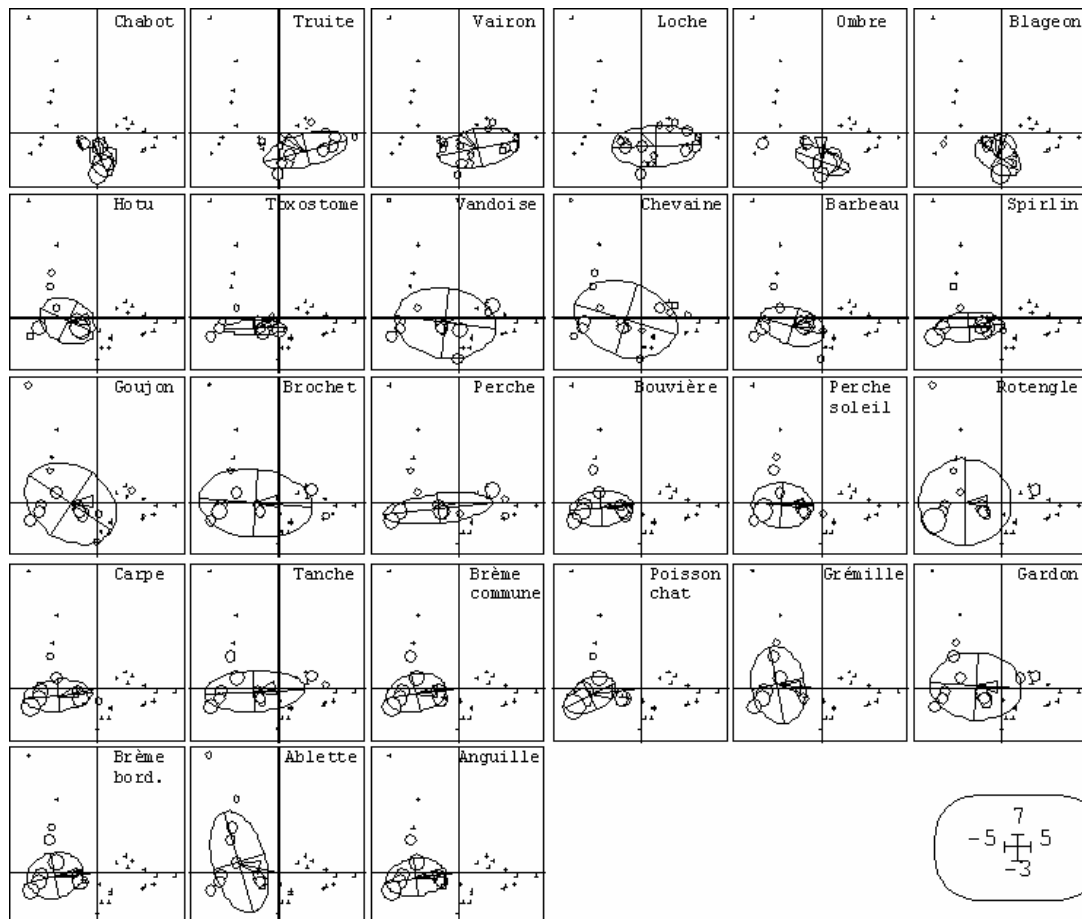 Chabot
Truite
Vairon
Loche
Ombre
Blageon
Hotu
Toxostome
Vandoise
Chevaine
Barbeau
Spirlin
Goujon
Brochet
Perche
Bouvière
Perche
soleil
Rotengle
Carpe
Tanche
Brème
commune
Poisson
chat
Grémille
Gardon
Brème
bord.
Ablette
Anguille
7
-5 5
-3